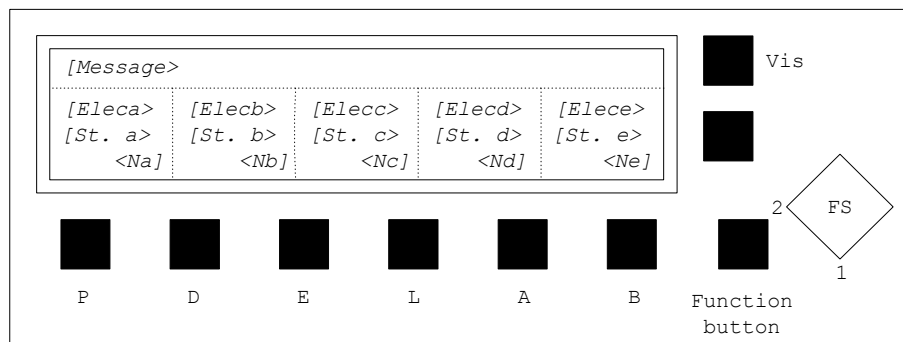 [Message>
[Eleca> [Elecb> [Elecc> [Elecd> [Elece>
[St. a> [St. b> [St. c> [St. d> [St. e>
<Na] <Nb] <Nc] <Nd] <Ne]
Vis
2 FS
1
P D E L A B Function
button